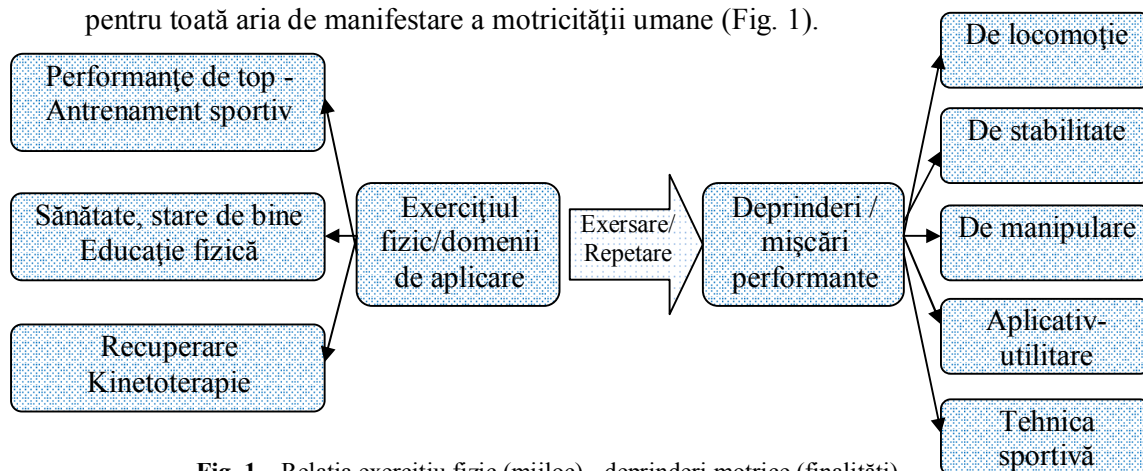 pentru toată aria de manifestare a motricităţii umane (Fig. 1).
Performanţe de top -
Antrenament sportiv
Sănătate, stare de bine
Educaţie fizică
Recuperare
Kinetoterapie
Exerciţiul
fizic/domenii
de aplicare
Exersare/
Repetare
Deprinderi /
mişcări
performante
De locomoţie
De stabilitate
De manipulare
Aplicativ-
utilitare
Tehnica
sportivă
Fig. 1 – Relaţia exerciţiu fizic (mijloc) - deprinderi motrice (finalităţi)